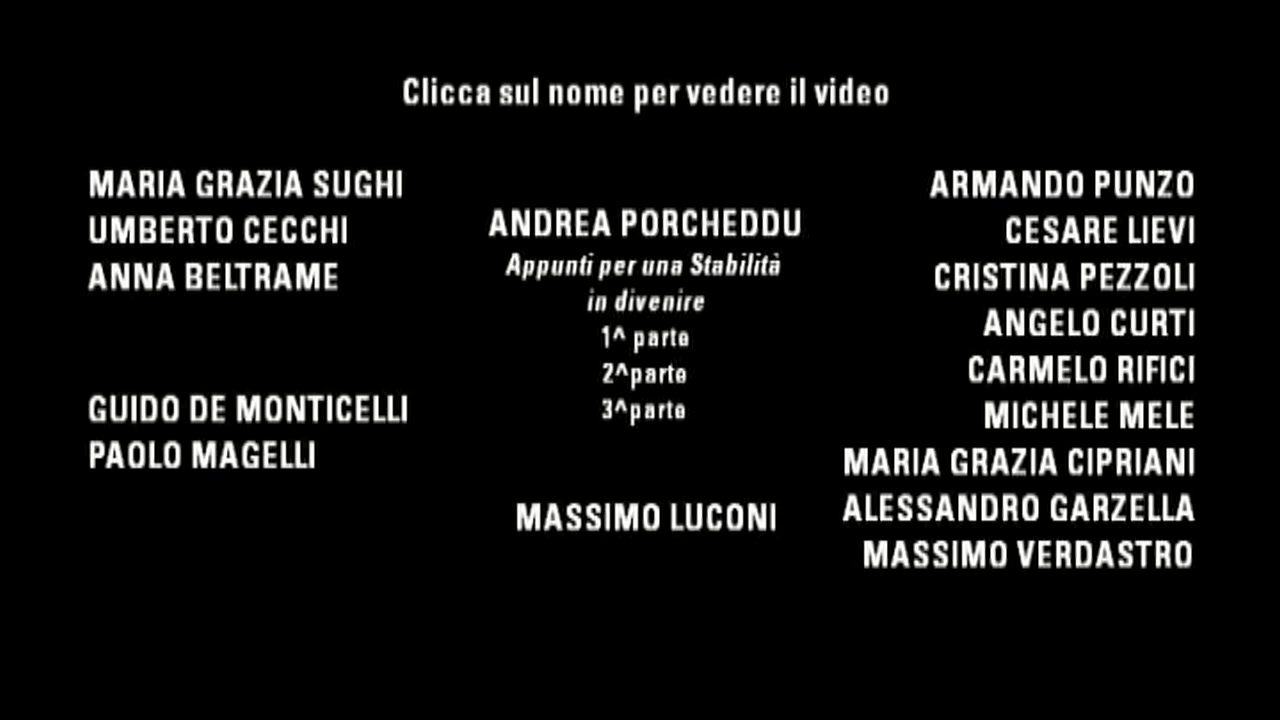 Clicca sul nome per vedere il video
MARIA GRAZIA SUGHI
UMBERTO CECCHI
ANNA BELTRAME
GUIDO DE MONTICELLI
PAOLO MAGELLI
ANDREA PORCHEDDU
Appunti per una Stabilità
in divenire
1^ parte
2^parte
3^parte
MASSIMO LUCONI
ARMANDO PUNZO
CESARE LIEVI
CRISTINA PEZZOLI
ANGELO CURTI
CARMELO RIFICI
MICHELE MELE
MARIA GRAZIA CIPRIANI
ALESSANDRO GARZELLA
MASSIMO VERDASTRO